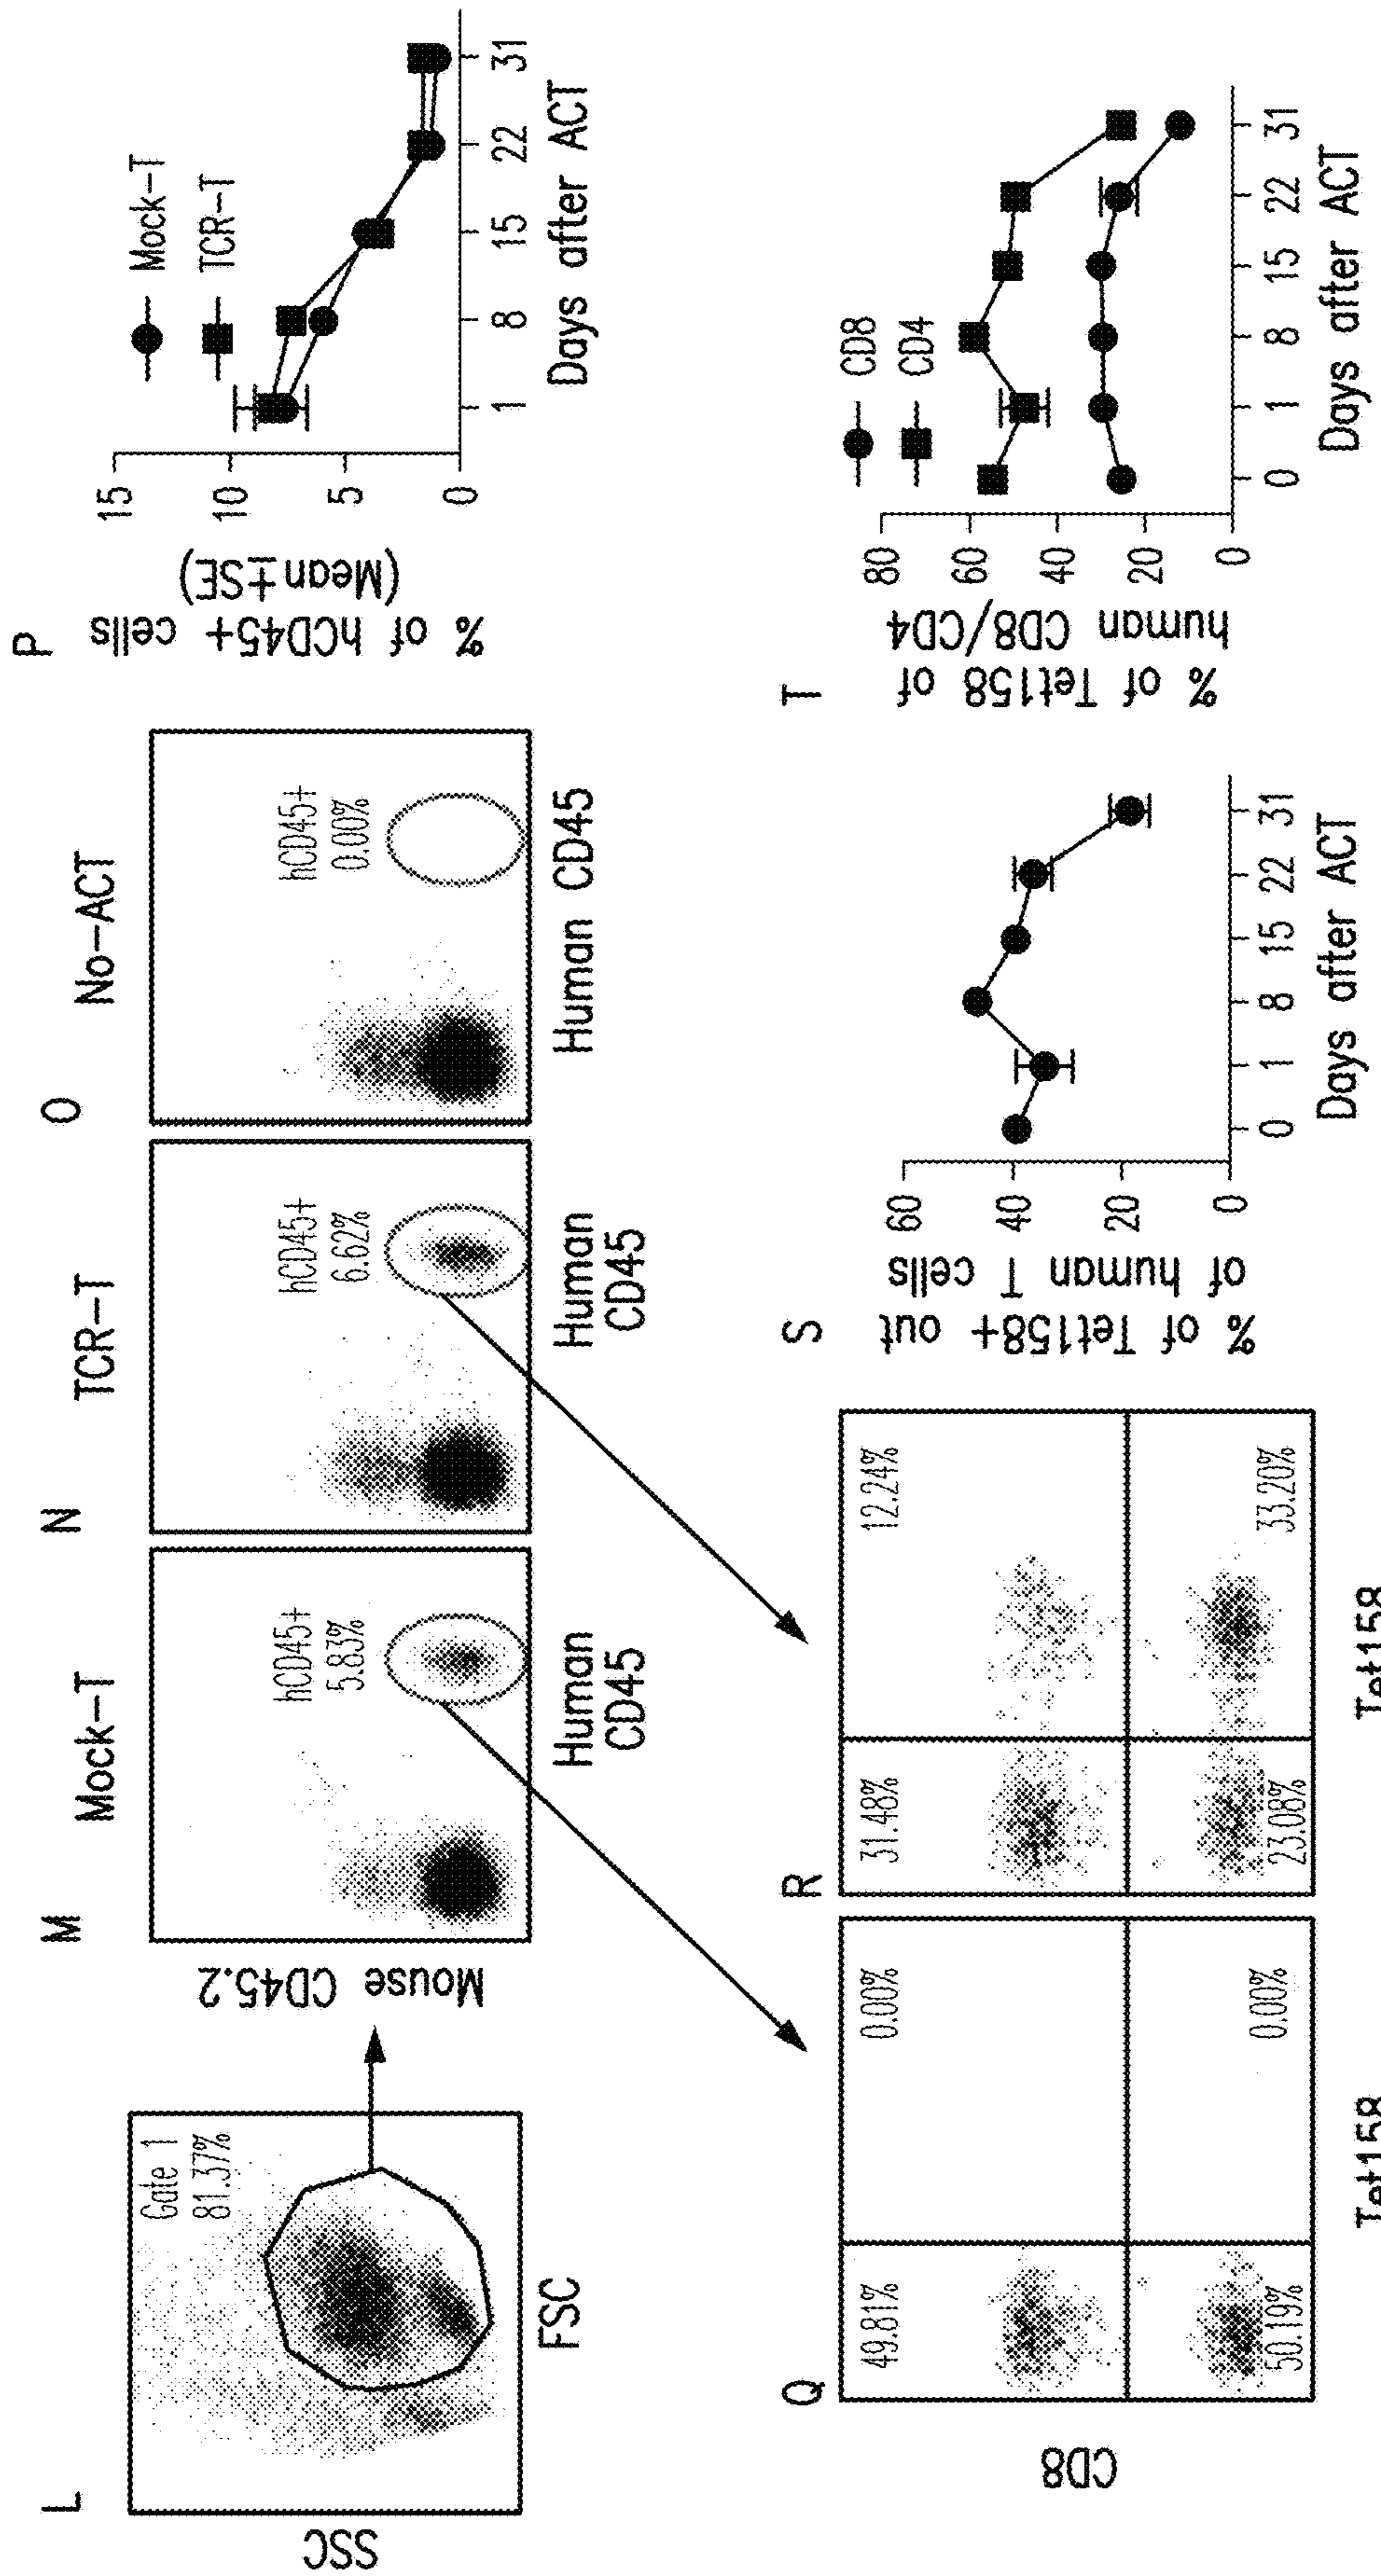 L
SSC
Gate 1
81.37%
FSC
M
Mock–T
Mouse CD45.2
hCD45+
5.83%
Human
CD45
N
TCR–T
hCD45+
6.62%
Human
CD45
O
No–ACT
hCD45+
0.00%
Human CD45
P
% of hCD45+ cells
(Mean±SE)
15
10
5
0
Mock–T
TCR–T
1 8 15 22 31
Days after ACT
Q
CD8
49.81%
0.00%
50.19%
0.00%
Tet158
R
31.48%
12.24%
23.08%
33.20%
Tet158
S
% of Tet158+ out
of human T cells
60
40
20
0
0 1 8 15 22 31
Days after ACT
T
% of Tet158 of
human CD8/CD4
80
60
40
20
0
CD8
CD4
0 1 8 15 22 31
Days after ACT